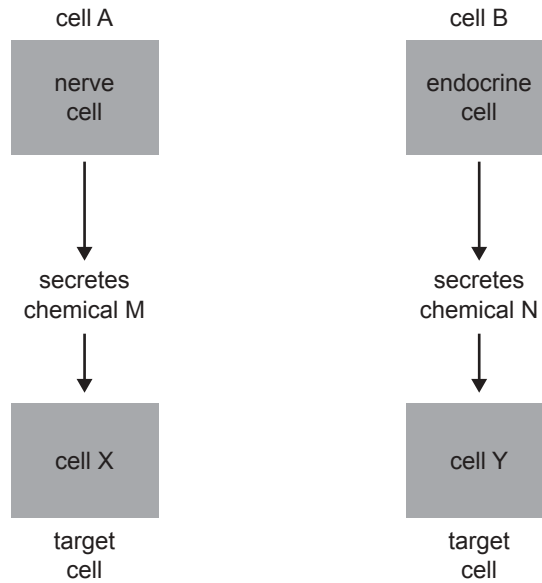 cell A
nerve
cell
secretes
chemical M
cell X
target
cell
cell B
endocrine
cell
secretes
chemical N
cell Y
target
cell